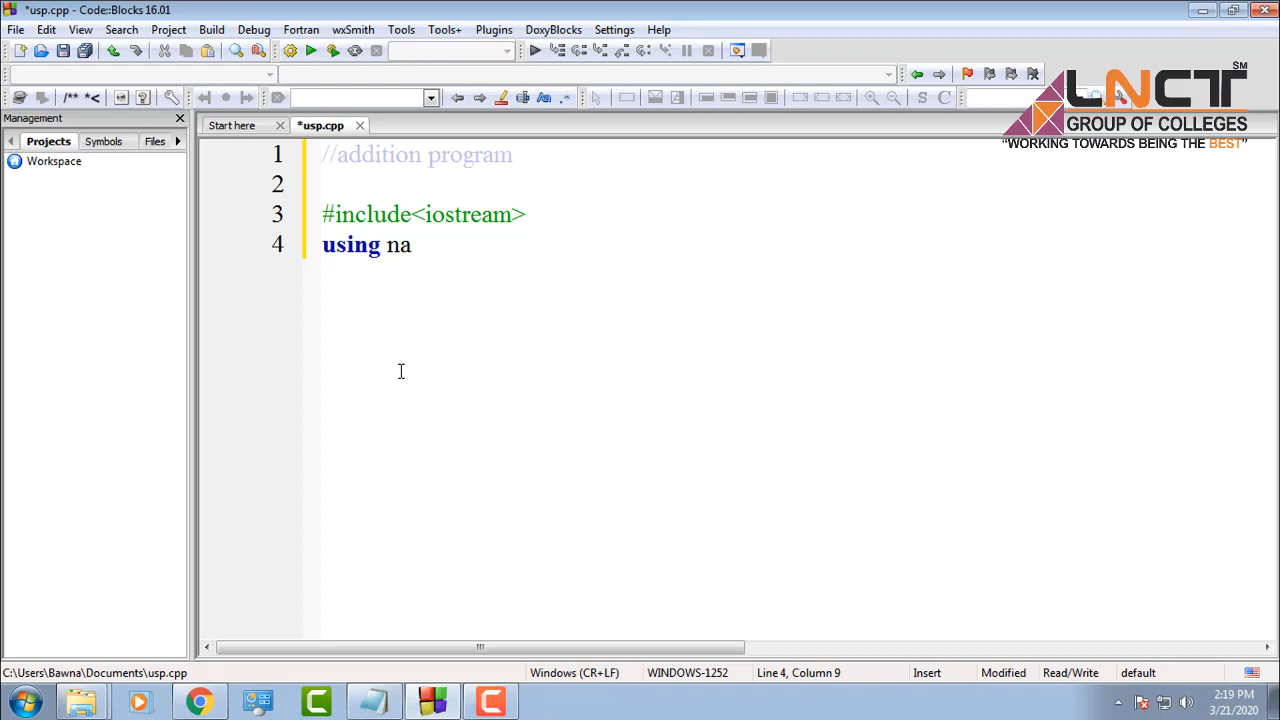 *usp.cpp - Code::Blocks 16.01
File Edit View Search Project Build Debug Fortran wxSmith Tools Tools+ Plugins DoxyBlocks Settings Help
/** *< S C
LNCT SM
GROUP OF COLLEGES
"WORKING TOWARDS BEING THE BEST"
Management
Start here *usp.cpp
Projects Symbols Files
Workspace
1 //addition program
2
3 #include<iostream>
4 using na
C:\Users\Bawna\Documents\usp.cpp Windows (CR+LF) WINDOWS-1252 Line 4, Column 9 Insert Modified Read/Write default
2:19 PM
3/21/2020